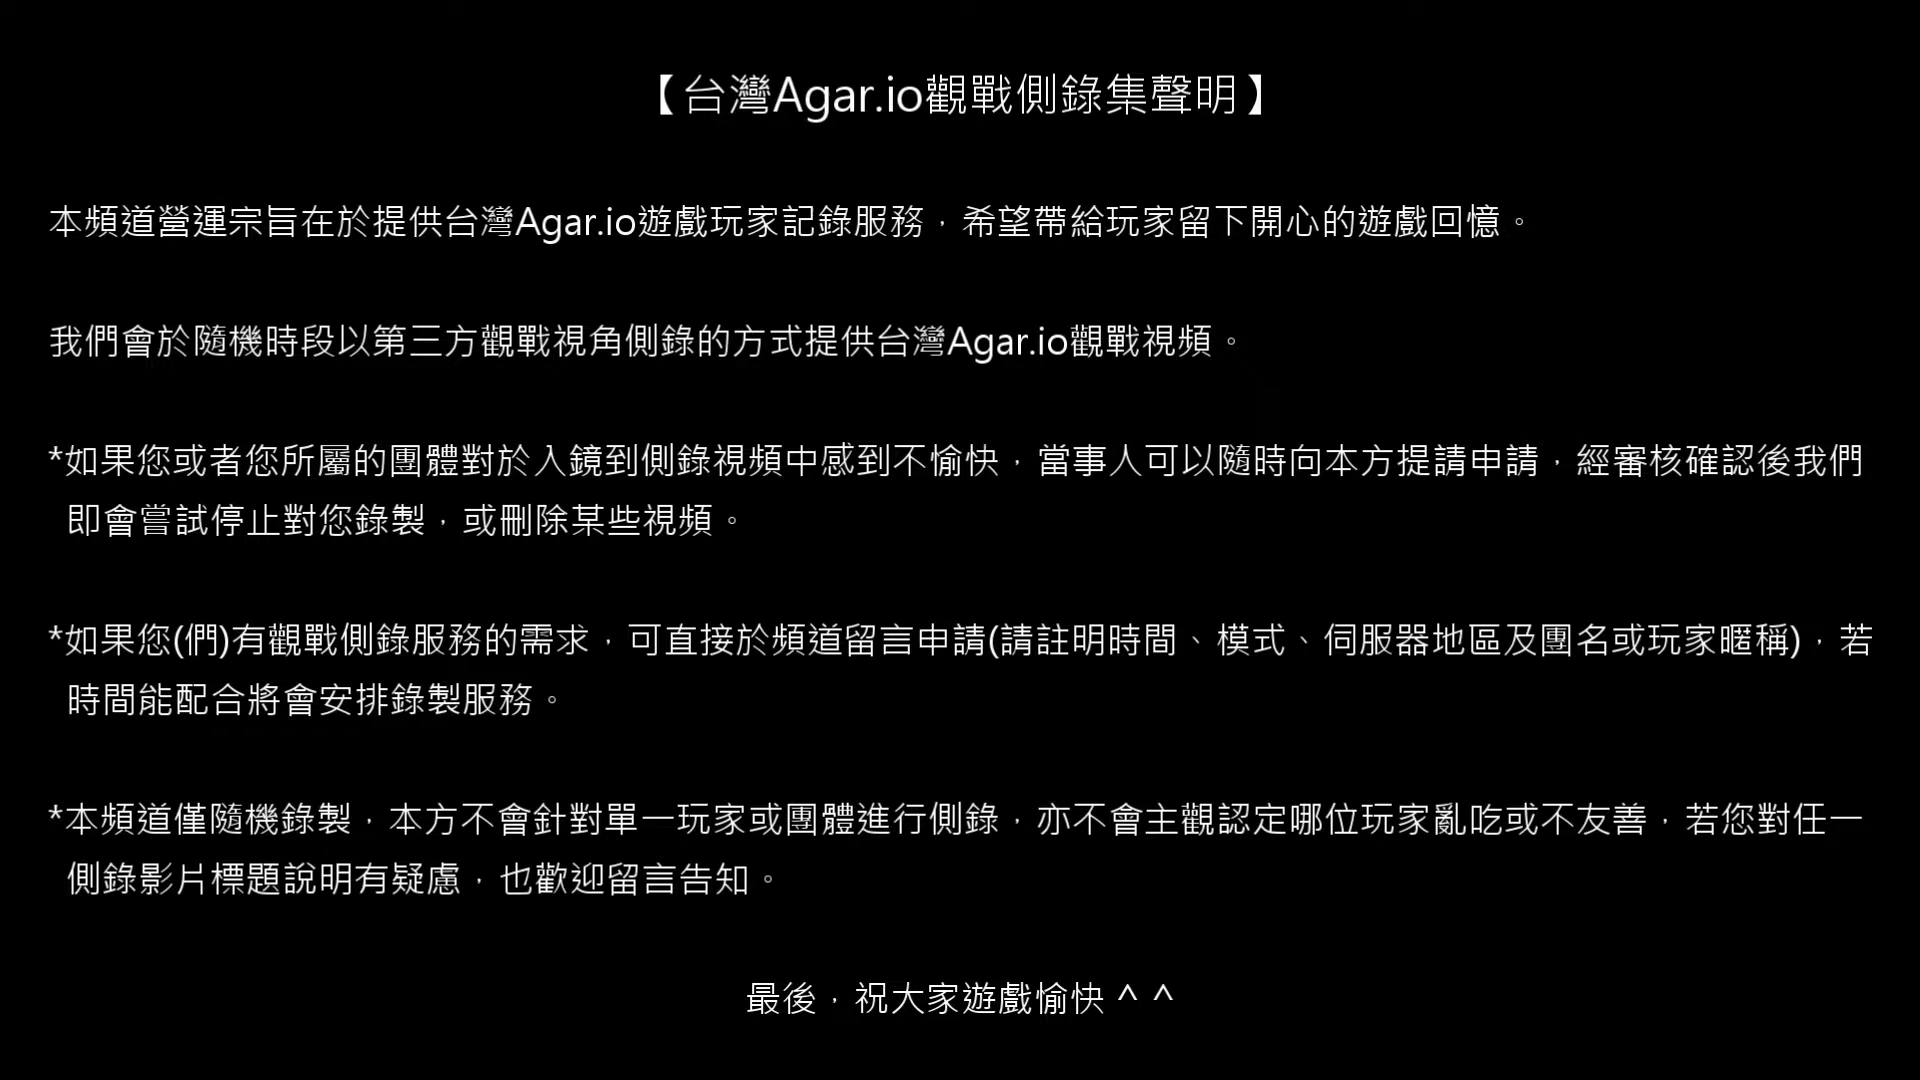 【台灣Agar.io觀戰側錄集聲明】
本頻道營運宗旨在於提供台灣Agar.io遊戲玩家記錄服務，希望帶給玩家留下開心的遊戲回憶。
我們會於隨機時段以第三方觀戰視角側錄的方式提供台灣Agar.io觀戰視頻。
*如果您或者您所屬的團體對於入鏡到側錄視頻中感到不愉快，當事人可以隨時向本方提請申請，經審核確認後我們
即會嘗試停止對您錄製，或刪除某些視頻。
*如果您(們)有觀戰側錄服務的需求，可直接於頻道留言申請(請註明時間、模式、伺服器地區及團名或玩家暱稱)，若
時間能配合將會安排錄製服務。
*本頻道僅隨機錄製，本方不會針對單一玩家或團體進行側錄，亦不會主觀認定哪位玩家亂吃或不友善，若您對任一
側錄影片標題說明有疑慮，也歡迎留言告知。
最後，祝大家遊戲愉快 ^ ^